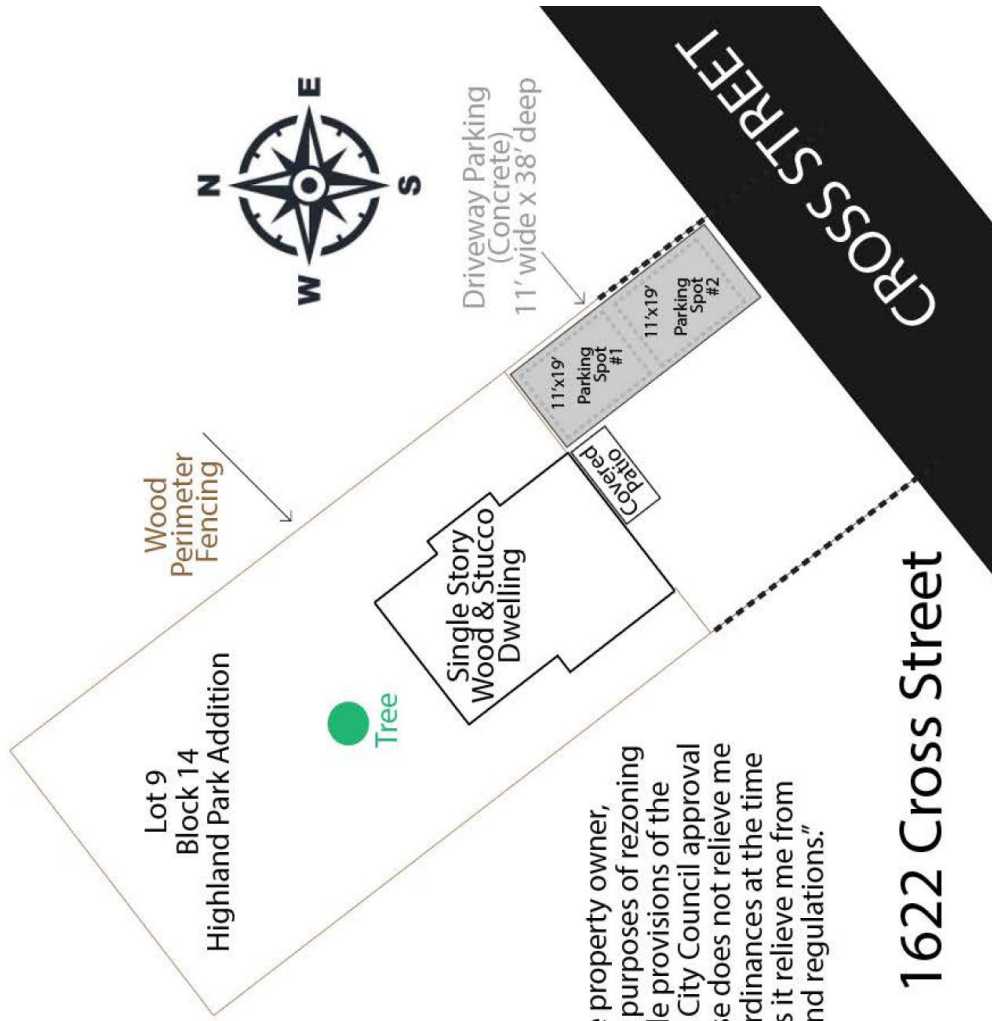 N
E
S
W
Wood
Perimeter
Fencing
Driveway Parking
(Concrete)
11' wide x 38' deep
CROSS STREET
11'x19'
Parking
Spot
#1
11'x19'
Parking
Spot
#2
Covered
Patio
Single Story
Wood & Stucco
Dwelling
Lot 9
Block 14
Highland Park Addition
Tree
e property owner,
purposes of rezoning
le provisions of the
City Council approval
se does not relieve me
rdinances at the time
s it relieve me from
nd regulations."
1622 Cross Street